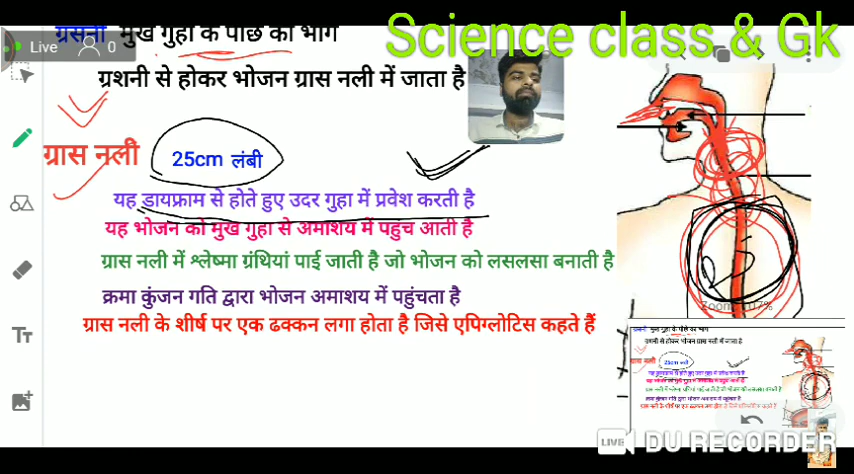 Science class & Gk
Live 0
ग्रसनी मुख गुहा के पीछे का भाग
ग्रशनी से होकर भोजन ग्रास नली में जाता है
ग्रास नली
25cm लंबी
यह डायफ्राम से होते हुए उदर गुहा में प्रवेश करती है
यह भोजन को मुख गुहा से अमाशय में पहुच आती है
ग्रास नली में श्लेष्मा ग्रंथियां पाई जाती है जो भोजन को लसलसा बनाती है
क्रमा कुंजन गति द्वारा भोजन अमाशय में पहुंचता है
ग्रास नली के शीर्ष पर एक ढक्कन लगा होता है जिसे एपिग्लोटिस कहते हैं
Tт
LIVE DU RECORDER